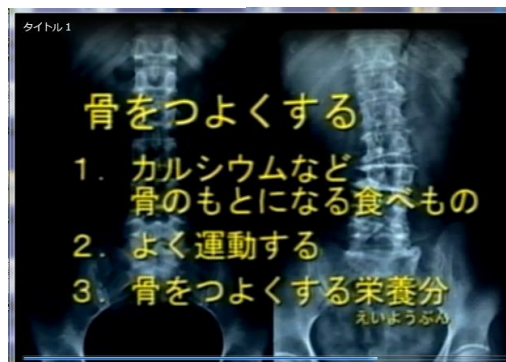 タイトル 1
骨をつよくする
1. カルシウムなど
骨のもとになる食べもの
2. よく運動する
3. 骨をつよくする栄養分
えいようぶん